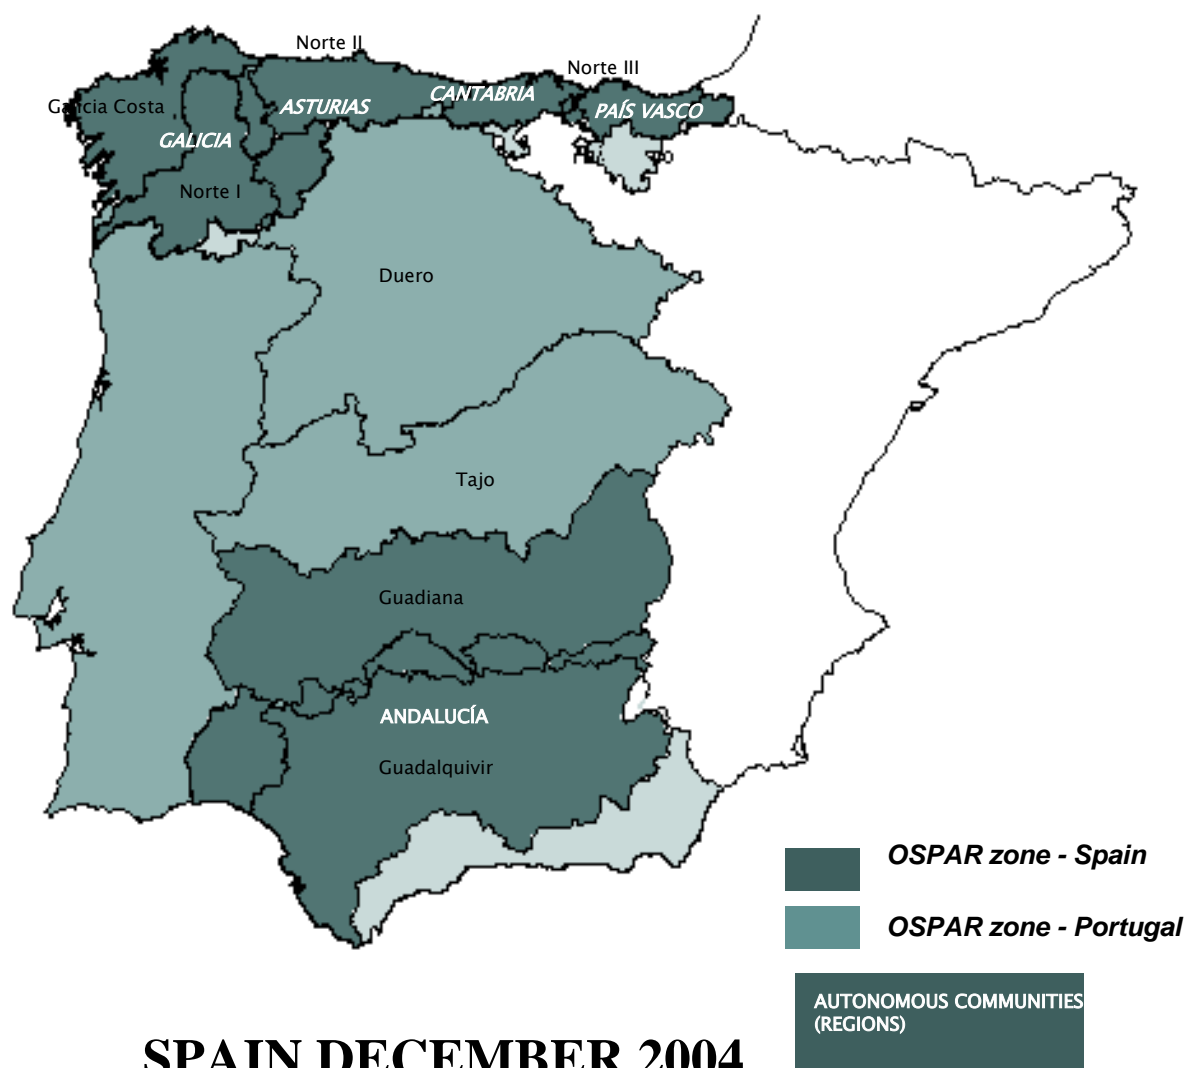 Norte II
Norte III
CANTABRIA
Galicia Costa
ASTURIAS
PAÍS VASCO
GALICIA
Norte I
Duero
Tajo
Guadiana
ANDALUCÍA
Guadalquivir
OSPAR zone - Spain
OSPAR zone - Portugal
AUTONOMOUS COMMUNITIES
(REGIONS)
SPAIN DECEMBER 2004